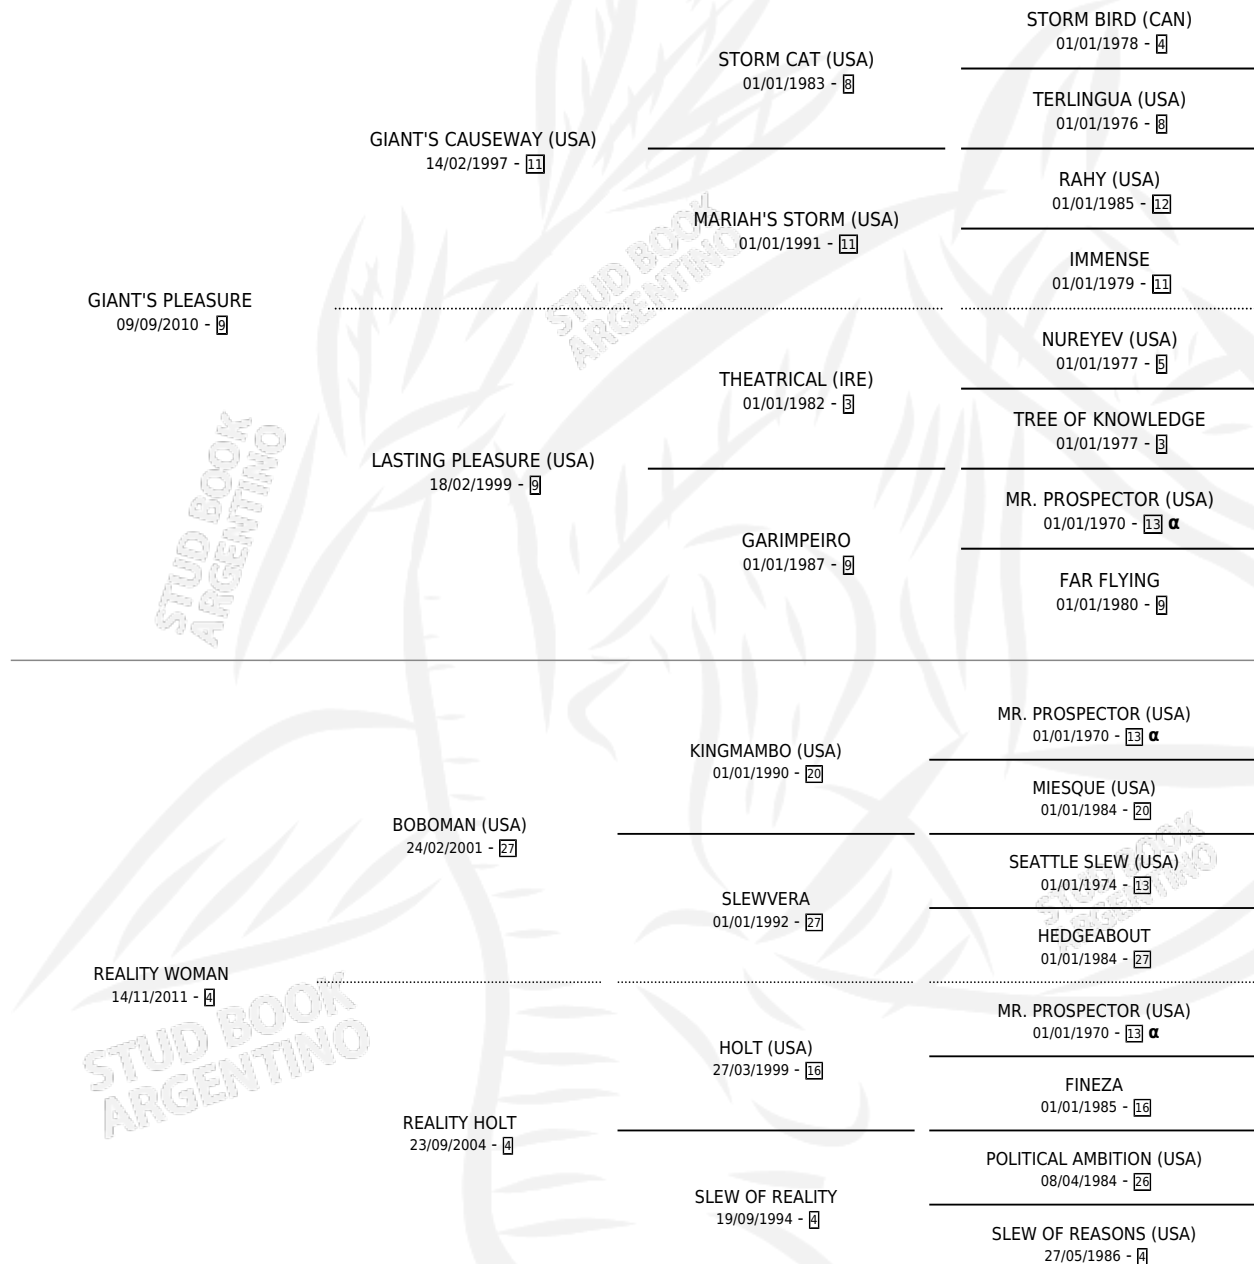 STORM BIRD (CAN)
01/01/1978 - 4
STORM CAT (USA)
01/01/1983 - 8
TERLINGUA (USA)
01/01/1976 - 8
GIANT'S CAUSEWAY (USA)
14/02/1997 - 11
RAHY (USA)
01/01/1985 - 12
MARIAH'S STORM (USA)
01/01/1991 - 11
IMMENSE
01/01/1979 - 11
GIANT'S PLEASURE
09/09/2010 - 9
NUREYEV (USA)
01/01/1977 - 5
THEATRICAL (IRE)
01/01/1982 - 3
TREE OF KNOWLEDGE
01/01/1977 - 3
LASTING PLEASURE (USA)
18/02/1999 - 9
MR. PROSPECTOR (USA)
01/01/1970 - 13 α
GARIMPEIRO
01/01/1987 - 9
FAR FLYING
01/01/1980 - 9
MR. PROSPECTOR (USA)
01/01/1970 - 13 α
KINGMAMBO (USA)
01/01/1990 - 20
MIESQUE (USA)
01/01/1984 - 20
BOBOMAN (USA)
24/02/2001 - 27
SEATTLE SLEW (USA)
01/01/1974 - 13
SLEWVERA
01/01/1992 - 27
HEDGEABOUT
01/01/1984 - 27
REALITY WOMAN
14/11/2011 - 4
MR. PROSPECTOR (USA)
01/01/1970 - 13 α
HOLT (USA)
27/03/1999 - 16
FINEZA
01/01/1985 - 16
REALITY HOLT
23/09/2004 - 4
POLITICAL AMBITION (USA)
08/04/1984 - 26
SLEW OF REALITY
19/09/1994 - 4
SLEW OF REASONS (USA)
27/05/1986 - 4
STUD BOOK
ARGENTINO
STUD BOOK
ARGENTINO
STUD BOOK
ARGENTINO
STUD BOOK
ARGENTINO